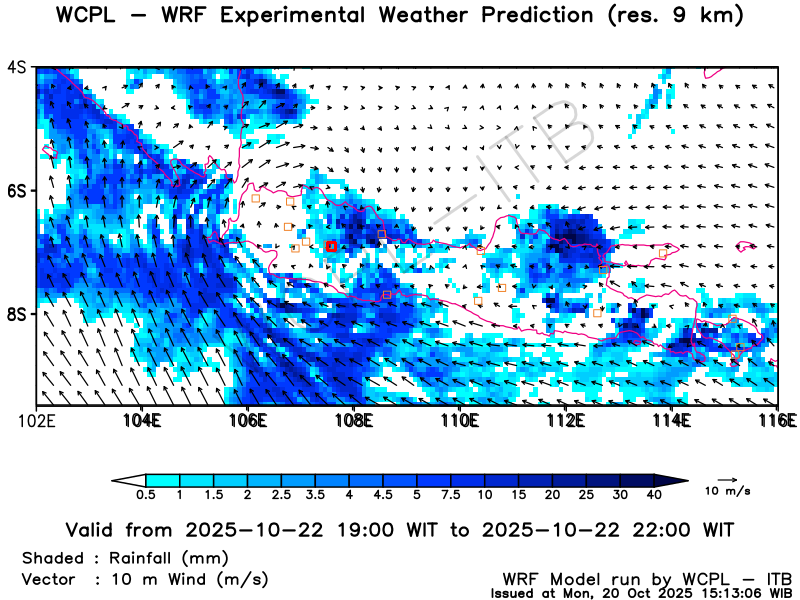 WCPL – WRF Experimental Weather Prediction (res. 9 km)
4S
6S
8S
– ITB
102E 104E 106E 108E 110E 112E 114E 116E
0.5 1 1.5 2 2.5 3.5 4 4.5 5 7.5 10 15 20 25 30 40
10 m/s
Valid from 2025-10-22 19:00 WIT to 2025-10-22 22:00 WIT
Shaded : Rainfall (mm)
Vector : 10 m Wind (m/s)
WRF Model run by WCPL – ITB
Issued at Mon, 20 Oct 2025 15:13:06 WIB